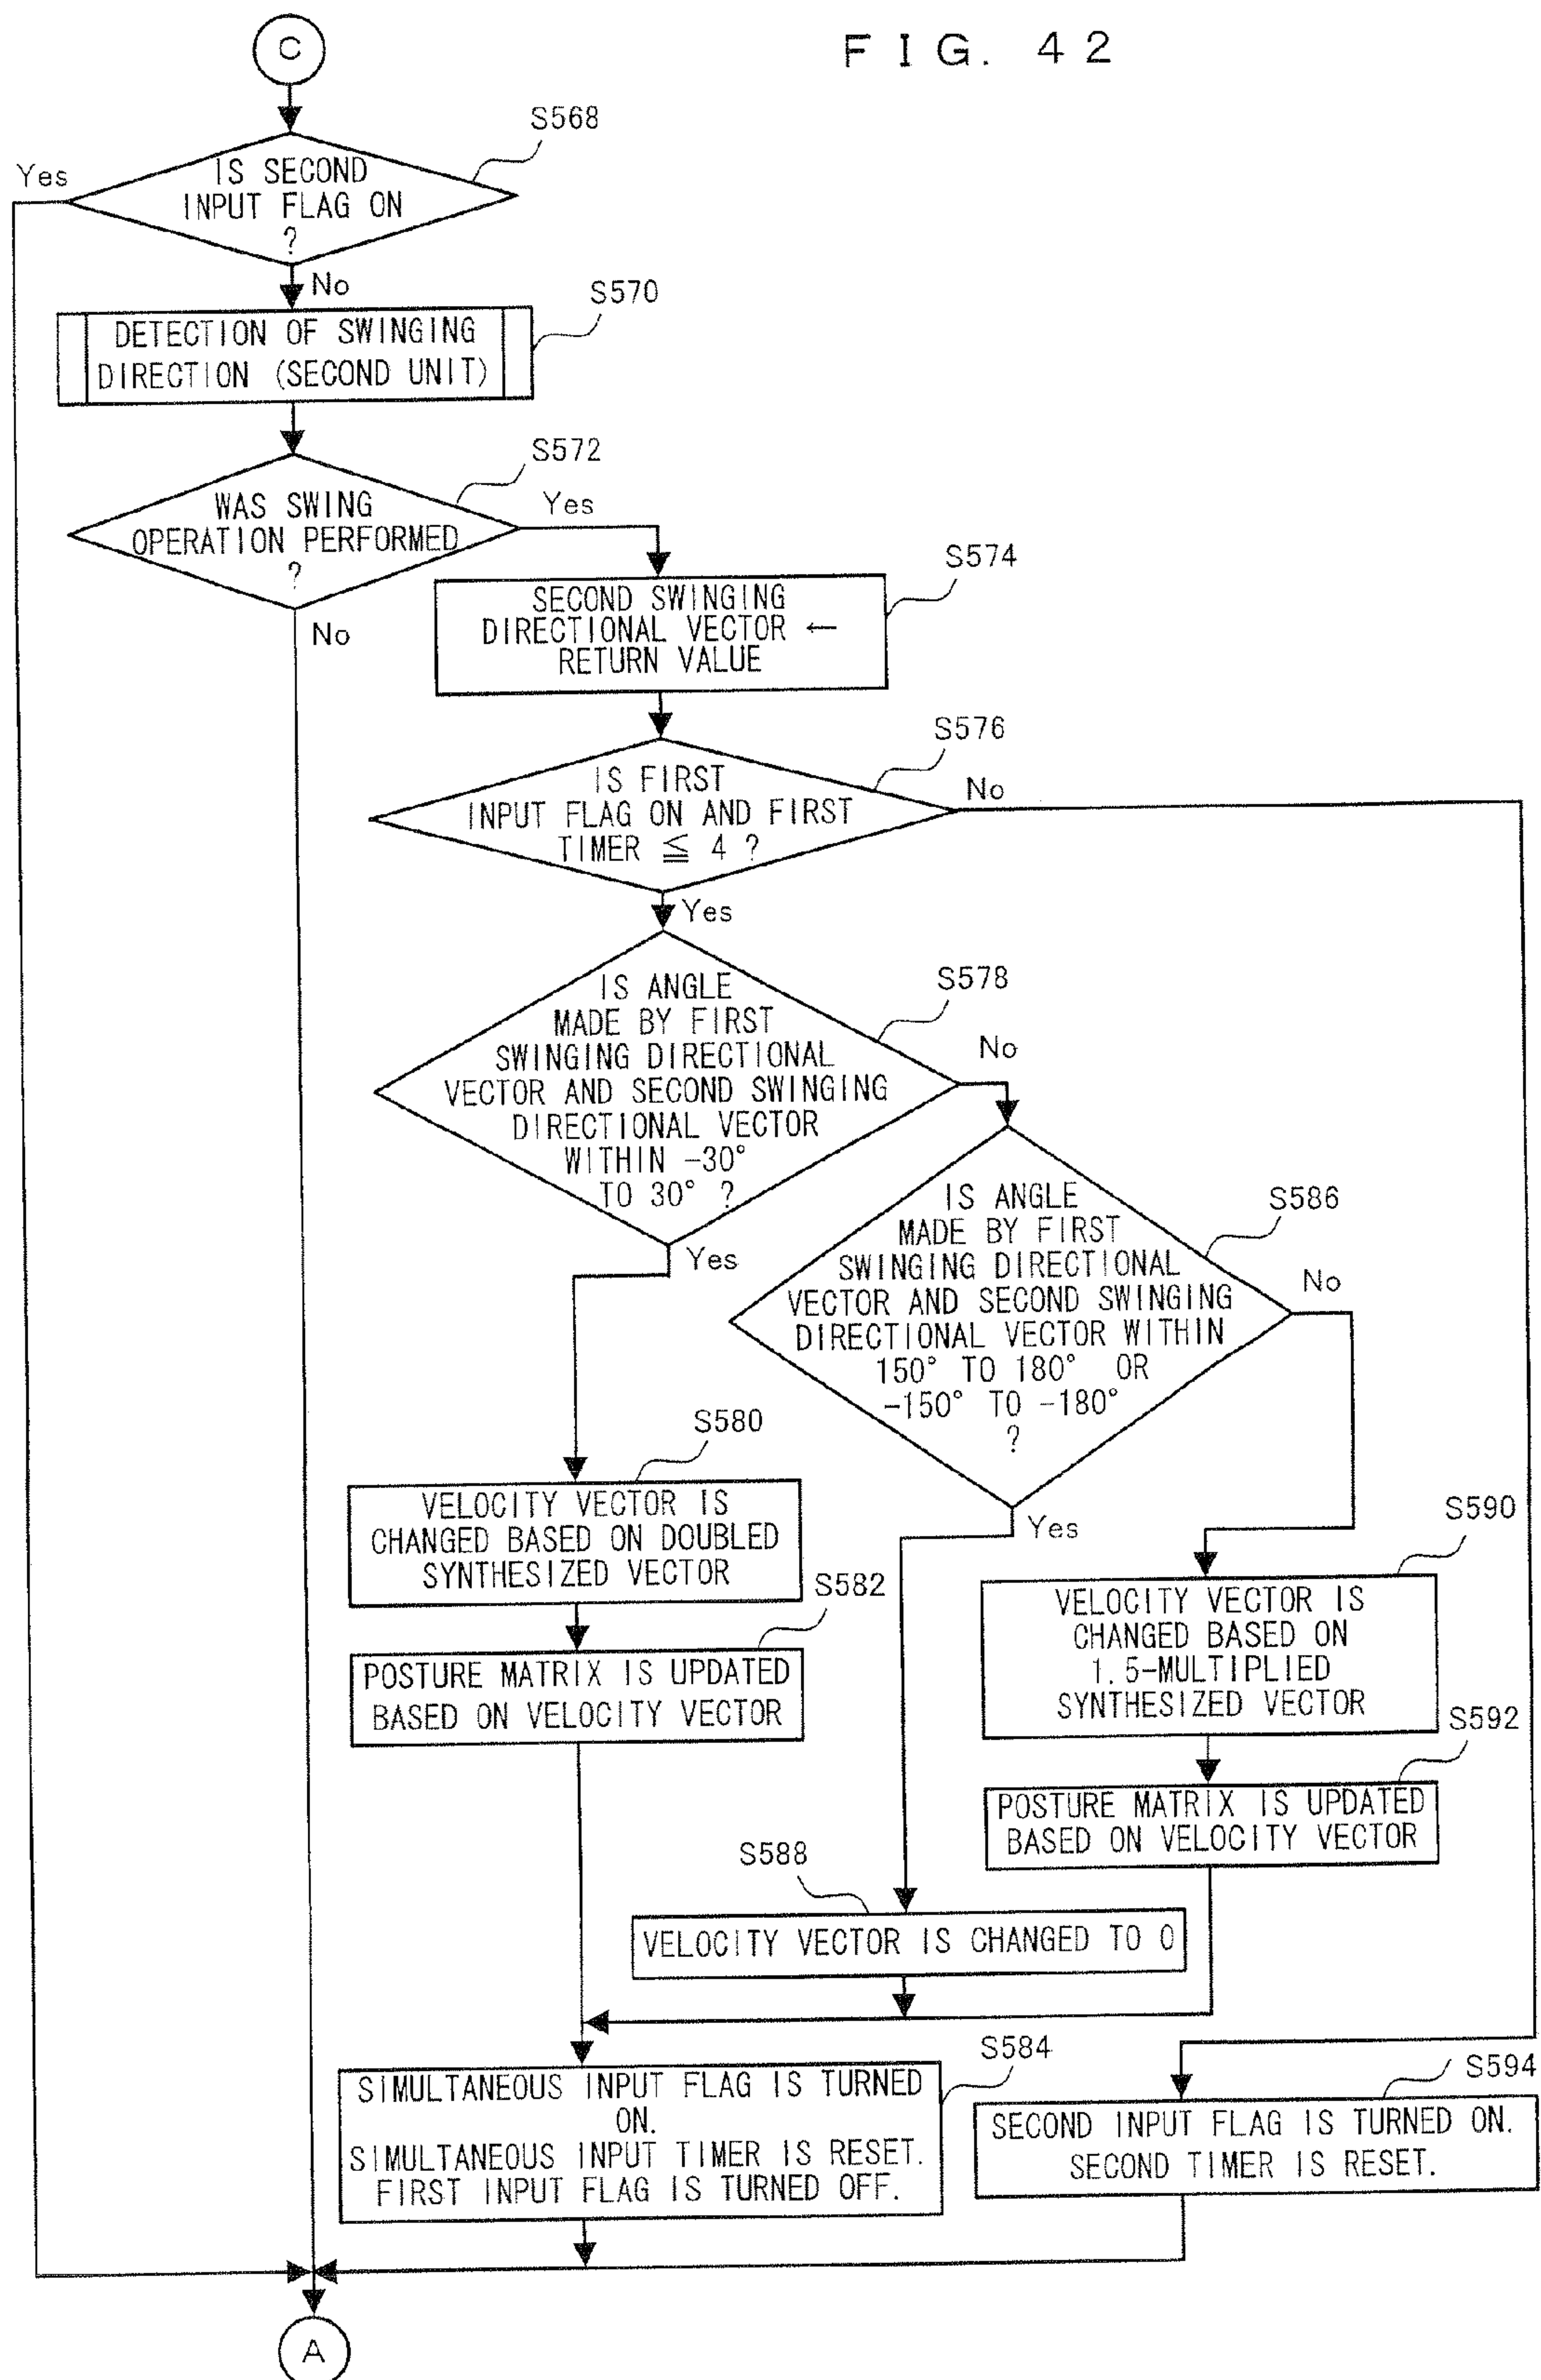 FIG. 42
C
S568
Yes
IS SECOND
INPUT FLAG ON
?
No
S570
DETECTION OF SWINGING
DIRECTION (SECOND UNIT)
S572
WAS SWING
OPERATION PERFORMED
?
Yes
No
S574
SECOND SWINGING
DIRECTIONAL VECTOR ←
RETURN VALUE
S576
IS FIRST
INPUT FLAG ON AND FIRST
TIMER ≦ 4 ?
No
Yes
S578
IS ANGLE
MADE BY FIRST
SWINGING DIRECTIONAL
VECTOR AND SECOND SWINGING
DIRECTIONAL VECTOR
WITHIN -30°
TO 30° ?
No
Yes
S586
IS ANGLE
MADE BY FIRST
SWINGING DIRECTIONAL
VECTOR AND SECOND SWINGING
DIRECTIONAL VECTOR WITHIN
150° TO 180° OR
-150° TO -180°
?
No
Yes
S580
VELOCITY VECTOR IS
CHANGED BASED ON DOUBLED
SYNTHESIZED VECTOR
S582
POSTURE MATRIX IS UPDATED
BASED ON VELOCITY VECTOR
S590
VELOCITY VECTOR IS
CHANGED BASED ON
1.5-MULTIPLIED
SYNTHESIZED VECTOR
S592
POSTURE MATRIX IS UPDATED
BASED ON VELOCITY VECTOR
S588
VELOCITY VECTOR IS CHANGED TO 0
S584
SIMULTANEOUS INPUT FLAG IS TURNED
ON.
SIMULTANEOUS INPUT TIMER IS RESET.
FIRST INPUT FLAG IS TURNED OFF.
S594
SECOND INPUT FLAG IS TURNED ON.
SECOND TIMER IS RESET.
A